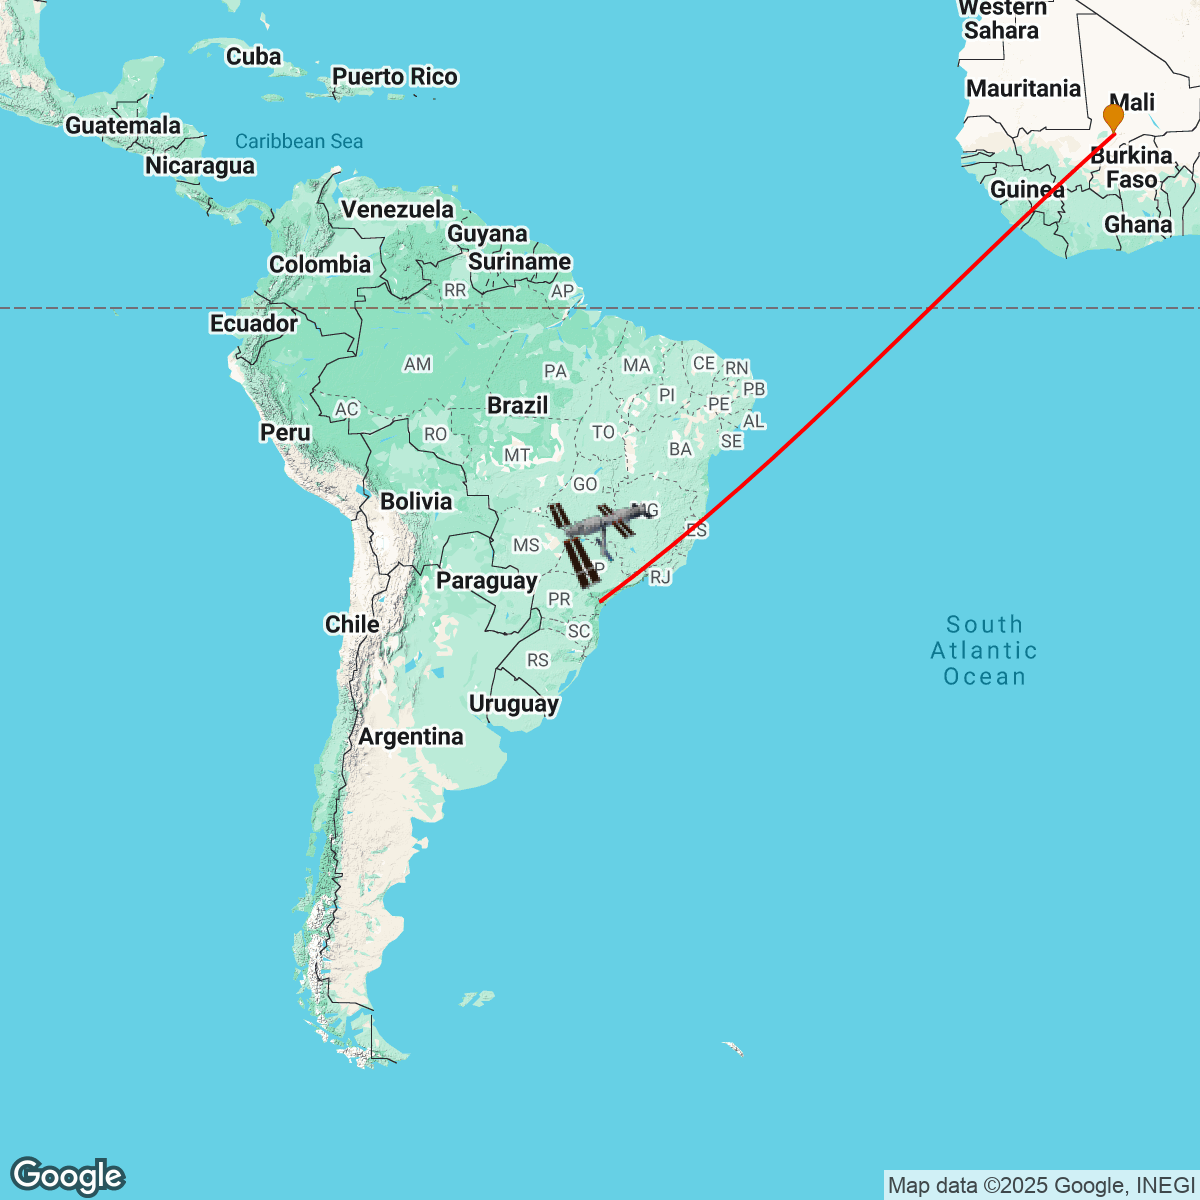 Western
Sahara
Cuba
Puerto Rico
Mauritania
Mali
Guatemala
Caribbean Sea
Nicaragua
Burkina
Faso
Guinea
Venezuela
Ghana
Guyana
Suriname
Colombia
RR
AP
Ecuador
AM
PA
MA
CE
RN
PB
PI
PE
AL
AC
Brazil
Peru
RO
TO
SE
MT
BA
GO
Bolivia
MG
ES
MS
P
RJ
Paraguay
PR
Chile
SC
South
Atlantic
Ocean
RS
Uruguay
Argentina
Google
Map data ©2025 Google, INEGI